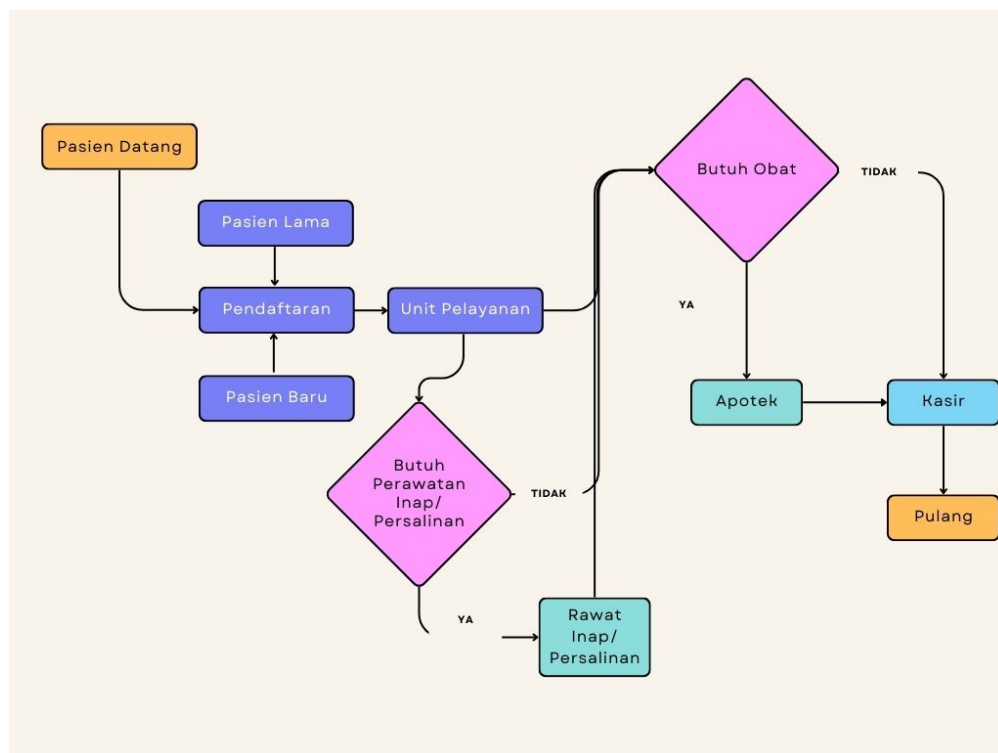 Pasien Datang
Pasien Lama
Pendaftaran
Pasien Baru
Unit Pelayanan
Butuh
Perawatan
Inap/
Persalinan
TIDAK
YA
Rawat
Inap/
Persalinan
Butuh Obat
TIDAK
YA
Apotek
Kasir
Pulang